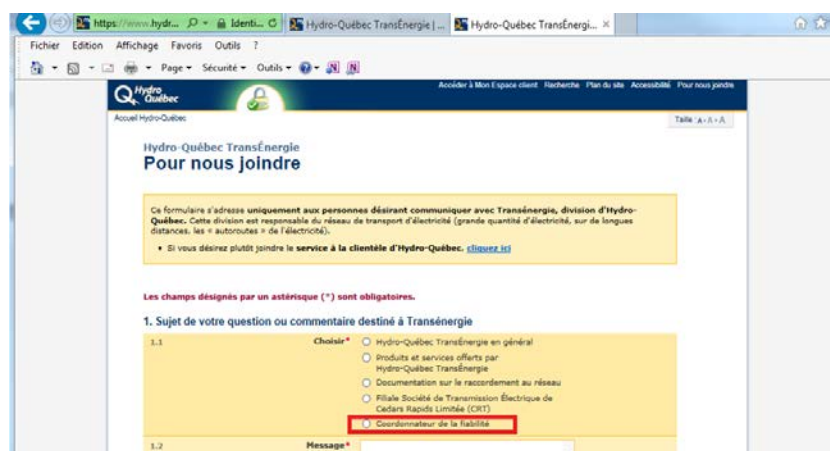 https://www.hydr... Identi... Hydro-Québec TransÉnergie | ... Hydro-Québec TransÉnergi...
Fichier Edition Affichage Favoris Outils ?
Page Sécurité Outils
Hydro Québec
Accéder à Mon Espace client Recherche Plan du site Accessibilité Pour nous joindre
Accueil Hydro-Québec
Taille : A - A + A
Hydro-Québec TransÉnergie
Pour nous joindre
Ce formulaire s'adresse uniquement aux personnes désirant communiquer avec Transénergie, division d'Hydro-
Québec. Cette division est responsable du réseau de transport d'électricité (grande quantité d'électricité, sur de longues
distances, les « autoroutes » de l'électricité).
• Si vous désirez plutôt joindre le service à la clientèle d'Hydro-Québec, cliquez ici
Les champs désignés par un astérisque (*) sont obligatoires.
1. Sujet de votre question ou commentaire destiné à Transénergie
1.1 Choisir* Hydro-Québec TransÉnergie en général
Produits et services offerts par
Hydro-Québec TransÉnergie
Documentation sur le raccordement au réseau
Filiale Société de Transmission Électrique de
Cedars Rapids Limitée (CRT)
Coordonnateur de la fiabilité
1.2 Message*